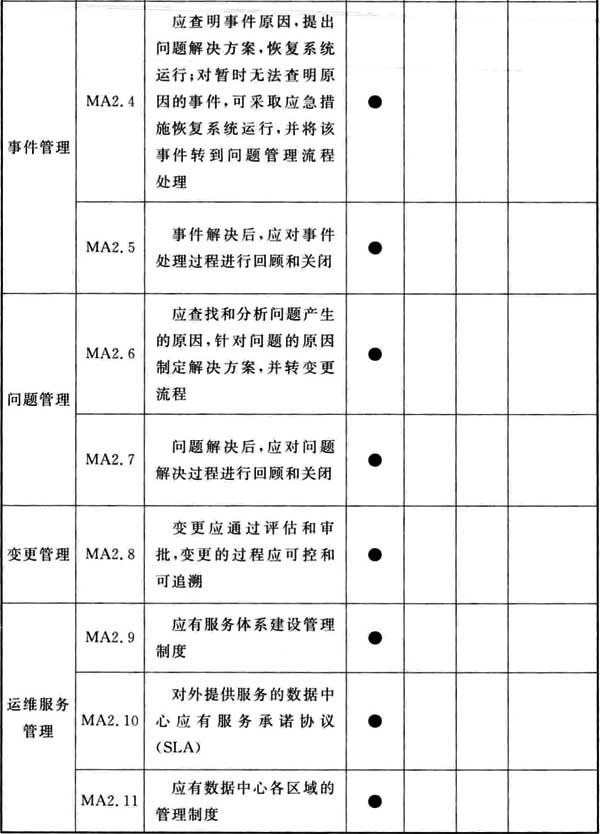 事件管理
MA2.4
应查明事件原因,提出
问题解决方案,恢复系统
运行;对暂时无法查明原
因的事件,可采取应急措
施恢复系统运行,并将该
事件转到问题管理流程
处理
●
MA2.5
事件解决后,应对事件
处理过程进行回顾和关闭
●
问题管理
MA2.6
应查找和分析问题产生
的原因,针对问题的原因
制定解决方案,并转变更
流程
●
MA2.7
问题解决后,应对问题
解决过程进行回顾和关闭
●
变更管理
MA2.8
变更应通过评估和审
批,变更的过程应可控和
可追溯
●
运维服务
管理
MA2.9
应有服务体系建设管理
制度
●
MA2.10
对外提供服务的数据中
心应有服务承诺协议
(SLA)
●
MA2.11
应有数据中心各区域的
管理制度
●